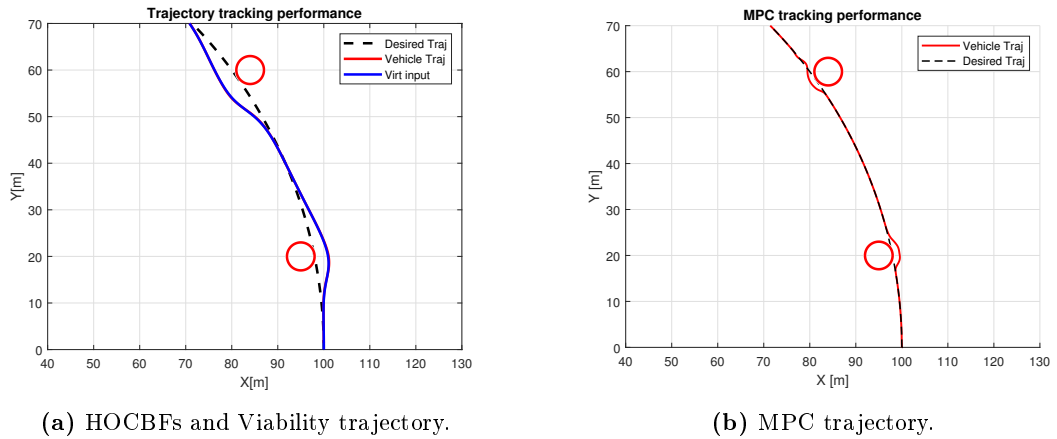 Trajectory tracking performance
Desired Traj
Vehicle Traj
Virt input
Y[m]
70
60
50
40
30
20
10
0
40 50 60 70 80 90 100 110 120 130
X[m]
(a) HOCBFs and Viability trajectory.
MPC tracking performance
Vehicle Traj
Desired Traj
Y [m]
70
60
50
40
30
20
10
0
40 50 60 70 80 90 100 110 120 130
X [m]
(b) MPC trajectory.